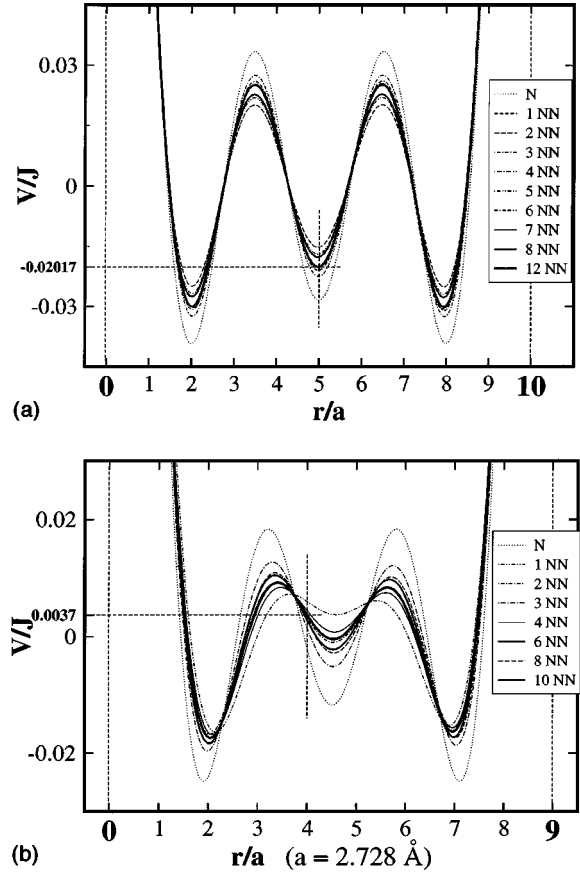 0.03
0
-0.02017
-0.03
V/J
N
1 NN
2 NN
3 NN
4 NN
5 NN
6 NN
7 NN
8 NN
12 NN
0 1 2 3 4 5 6 7 8 9 10
(a)
r/a
0.02
0.0037
0
-0.02
V/J
N
1 NN
2 NN
3 NN
4 NN
6 NN
8 NN
10 NN
0 1 2 3 4 5 6 7 8 9
(b)
r/a (a = 2.728 Å)